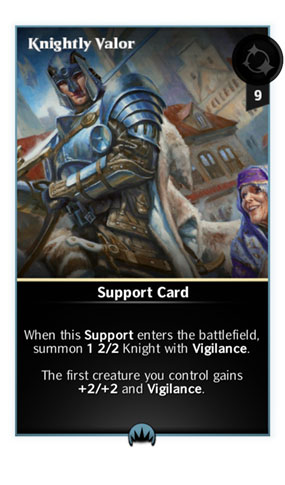 Knightly Valor
9
Support Card
When this Support enters the battlefield,
summon 1 2/2 Knight with Vigilance.
The first creature you control gains
+2/+2 and Vigilance.